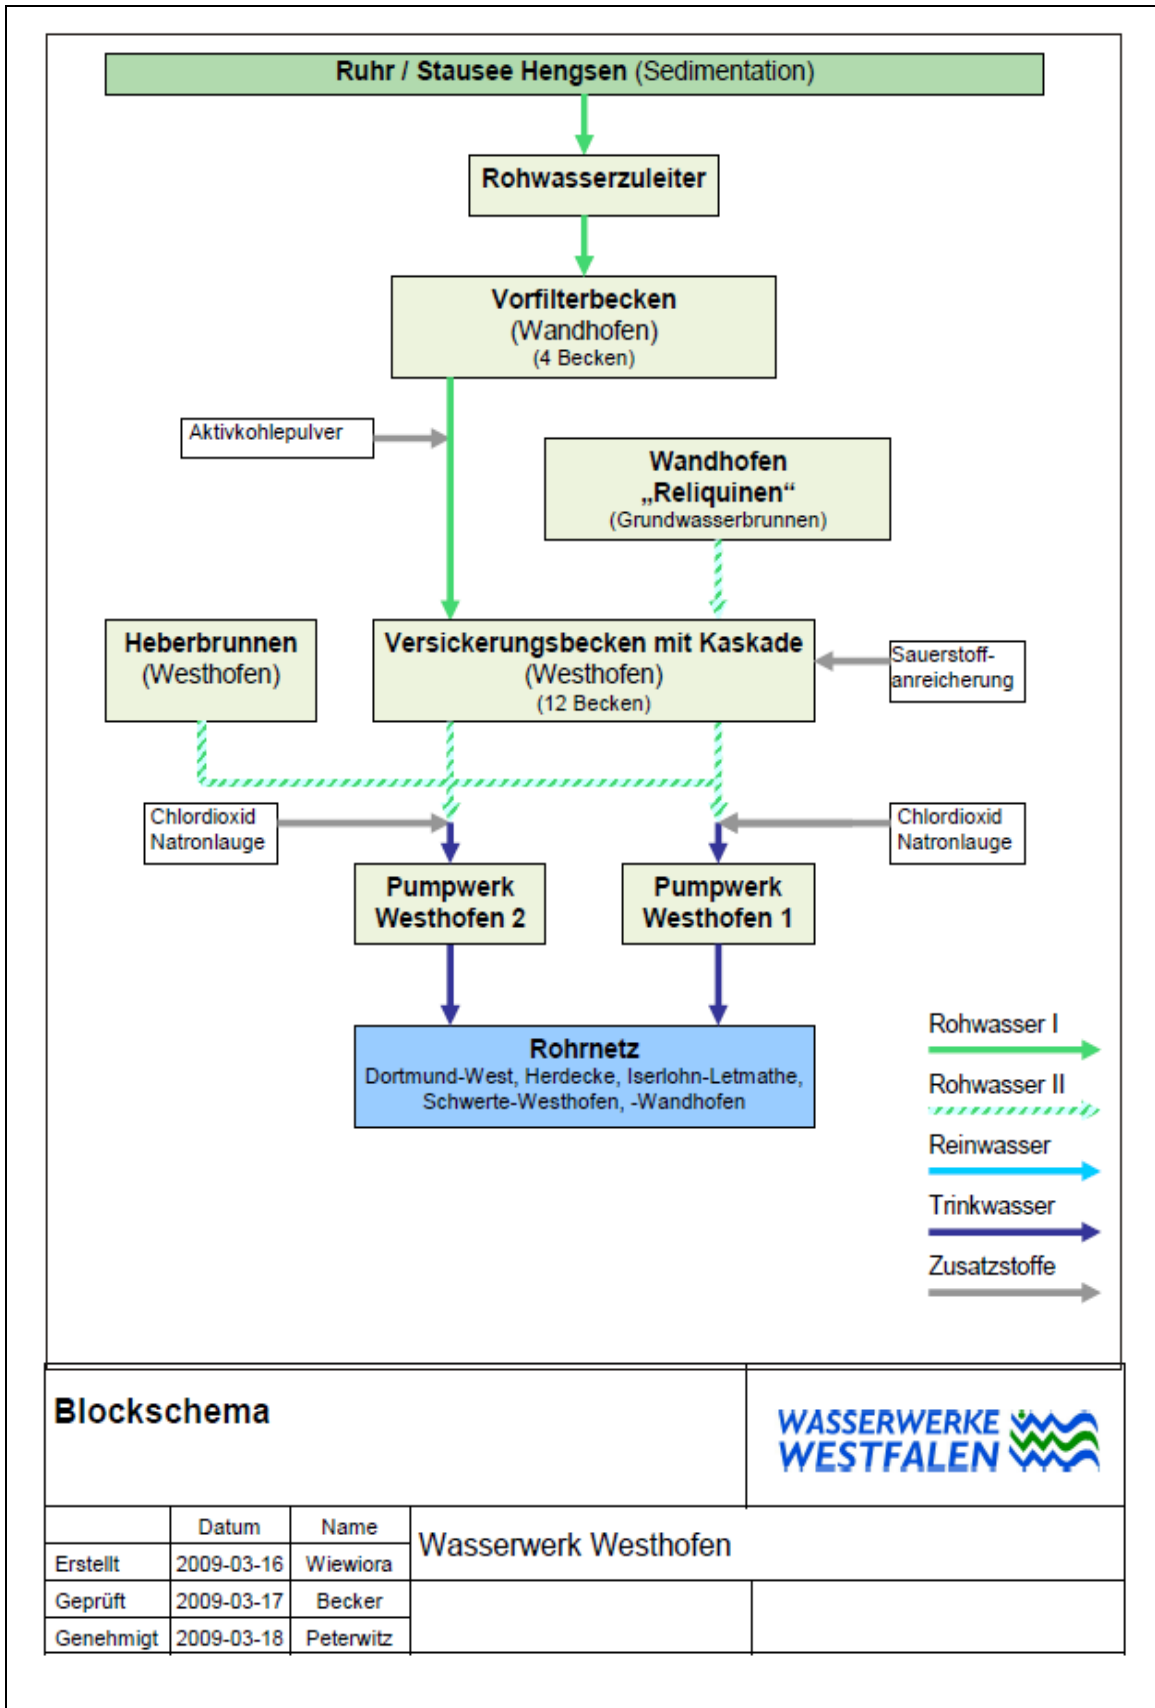 Ruhr / Stausee Hengsen (Sedimentation)
Rohwasserzuleiter
Vorfilterbecken
(Wandhofen)
(4 Becken)
Aktivkohlepulver
Wandhofen
„Reliquinen“
(Grundwasserbrunnen)
Heberbrunnen
(Westhofen)
Versickerungsbecken mit Kaskade
(Westhofen)
(12 Becken)
Sauerstoff-
anreicherung
Chlordioxid
Natronlauge
Chlordioxid
Natronlauge
Pumpwerk
Westhofen 2
Pumpwerk
Westhofen 1
Rohrnetz
Dortmund-West, Herdecke, Iserlohn-Letmathe,
Schwerte-Westhofen, -Wandhofen
Rohwasser I
Rohwasser II
Reinwasser
Trinkwasser
Zusatzstoffe
Blockschema
WASSERWERKE
WESTFALEN
Datum Name
Erstellt 2009-03-16 Wiewiora
Geprüft 2009-03-17 Becker
Genehmigt 2009-03-18 Peterwitz
Wasserwerk Westhofen